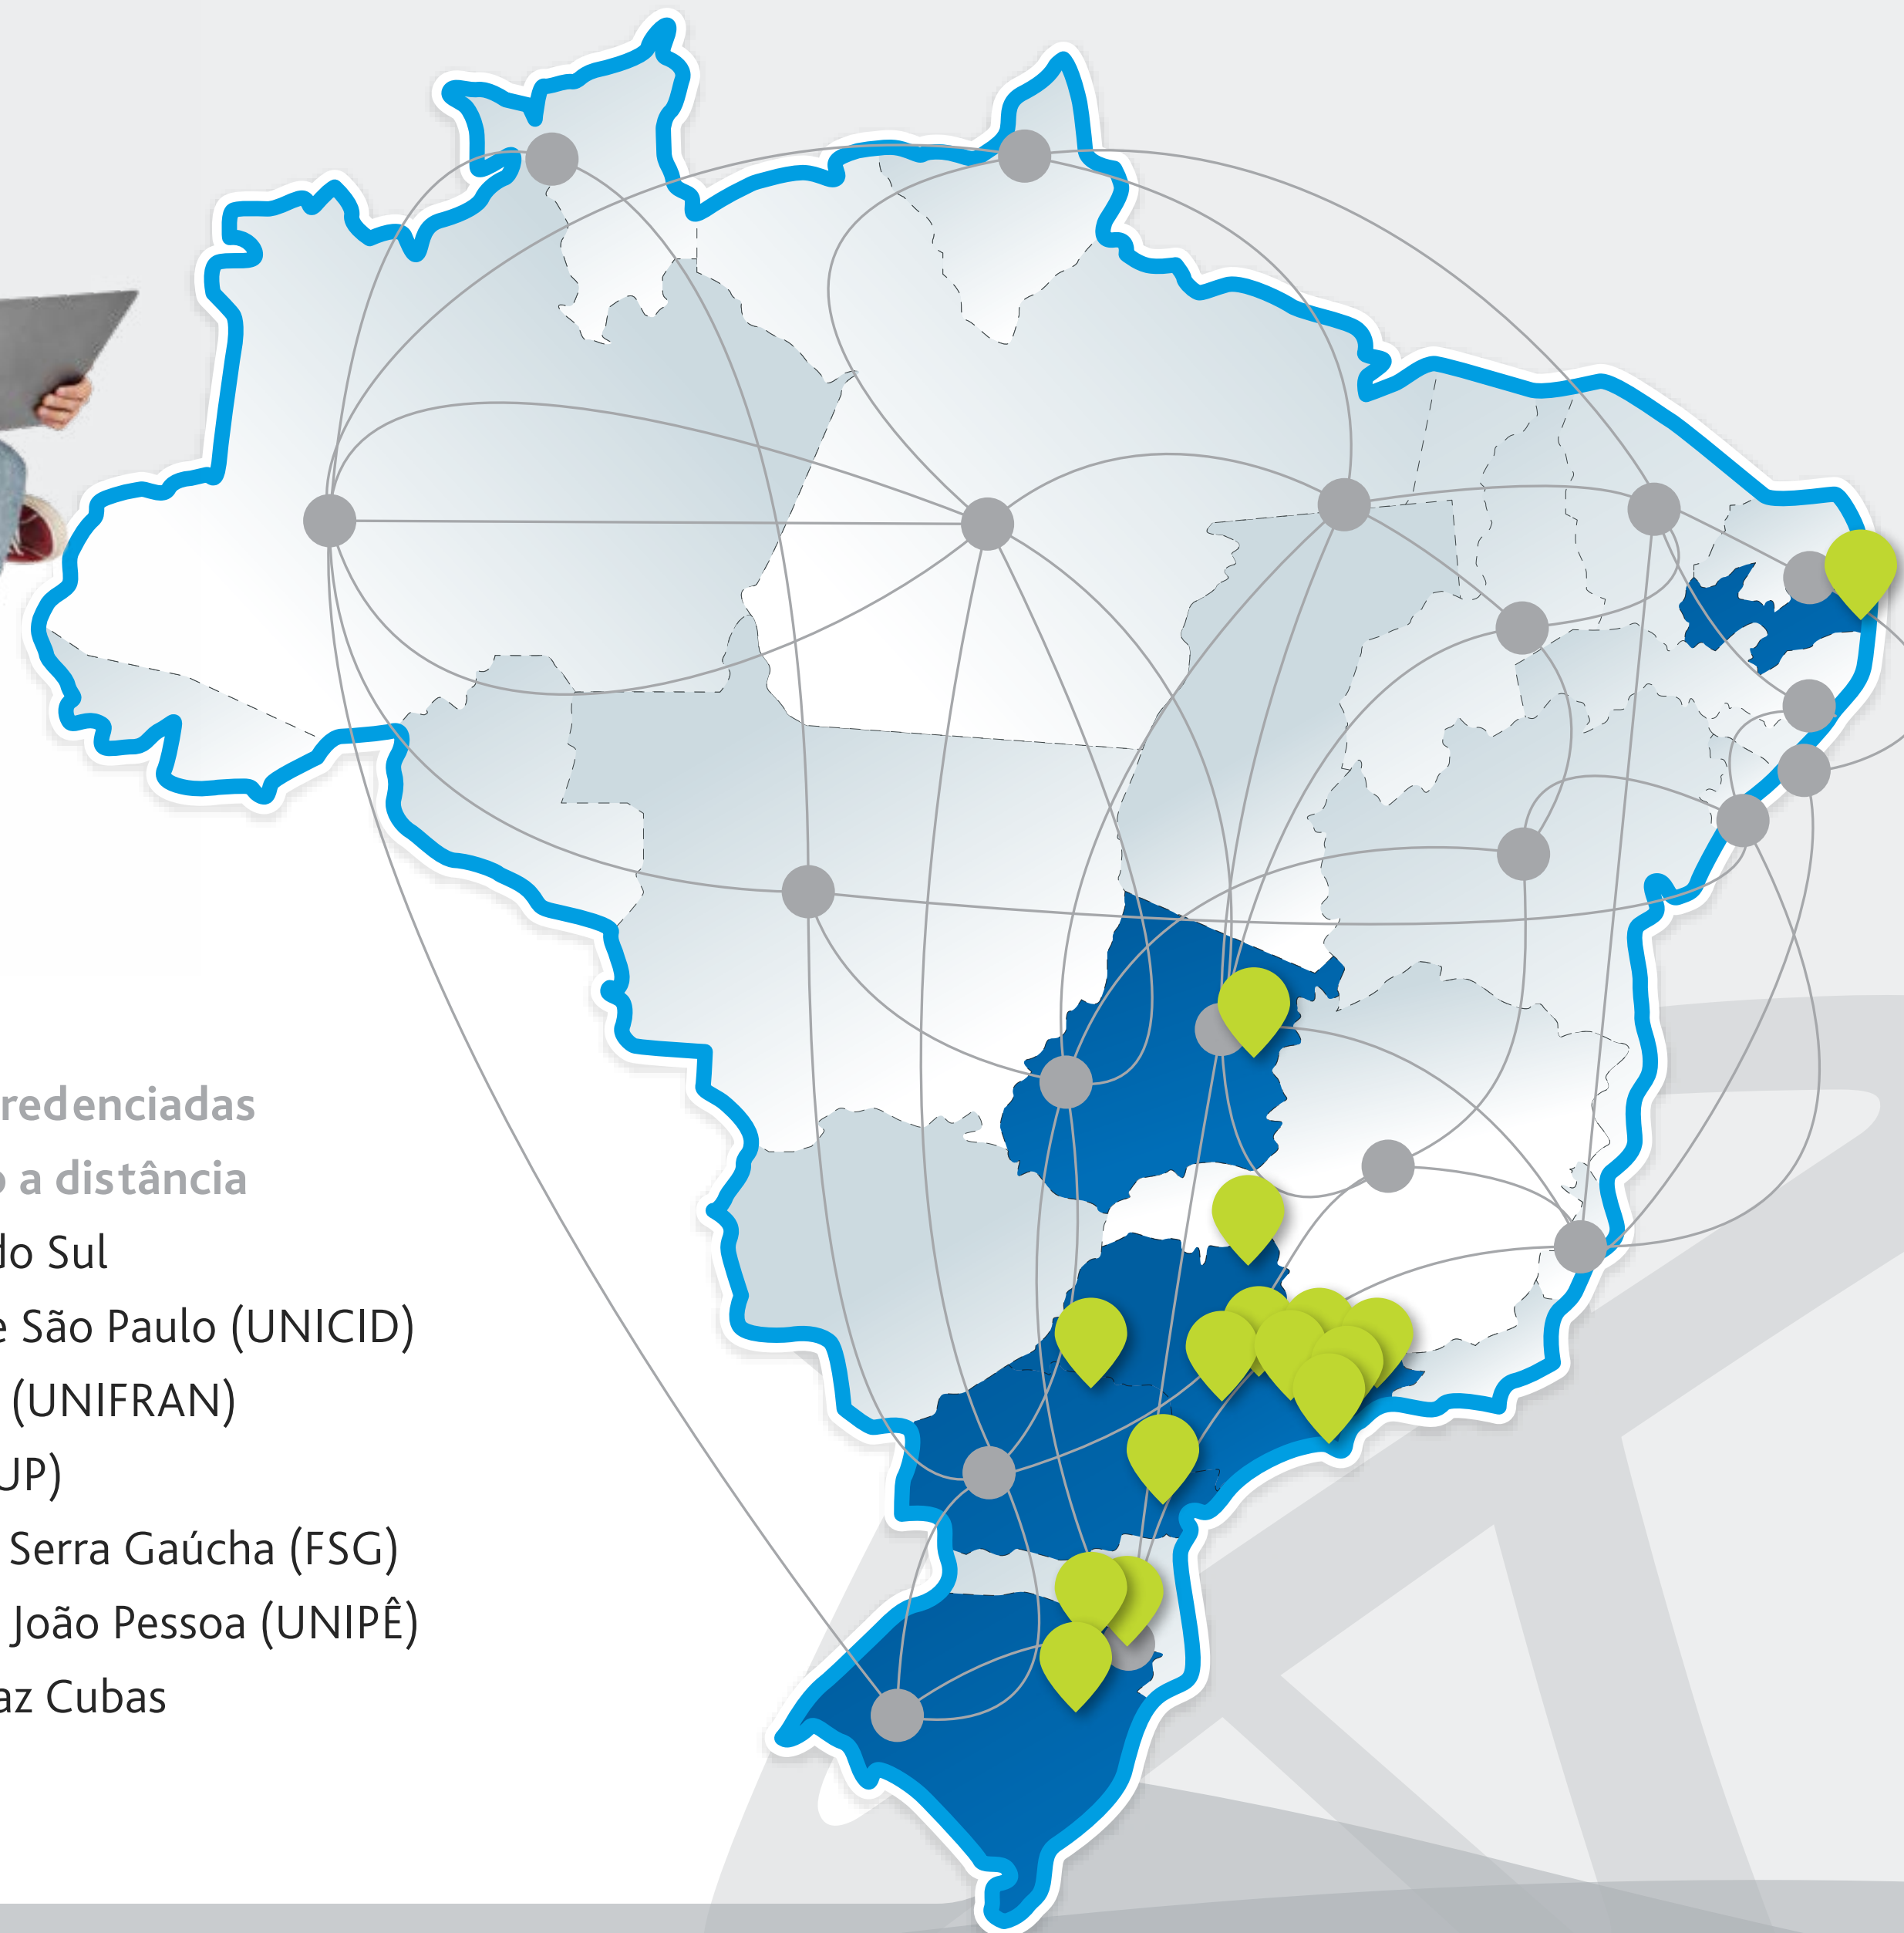 redenciadas
o a distância
do Sul
e São Paulo (UNICID)
(UNIFRAN)
UP)
Serra Gaúcha (FSG)
João Pessoa (UNIPÊ)
az Cubas